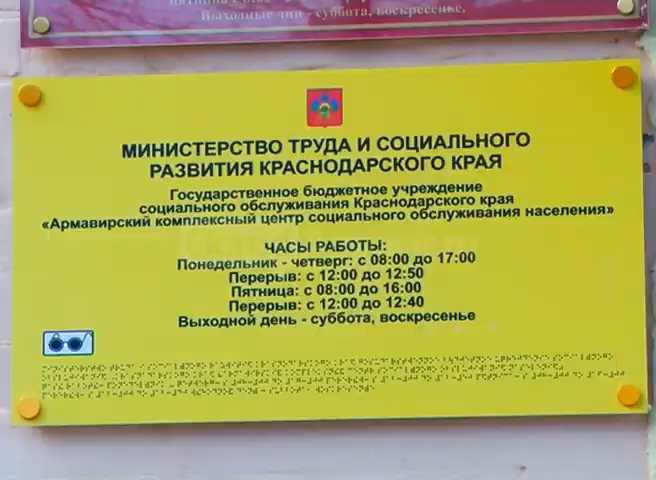 Выходные дни - суббота, воскресенье.
МИНИСТЕРСТВО ТРУДА И СОЦИАЛЬНОГО
РАЗВИТИЯ КРАСНОДАРСКОГО КРАЯ
Государственное бюджетное учреждение
социального обслуживания Краснодарского края
«Армавирский комплексный центр социального обслуживания населения»
ЧАСЫ РАБОТЫ:
Понедельник - четверг: с 08:00 до 17:00
Перерыв: с 12:00 до 12:50
Пятница: с 08:00 до 16:00
Перерыв: с 12:00 до 12:40
Выходной день - суббота, воскресенье